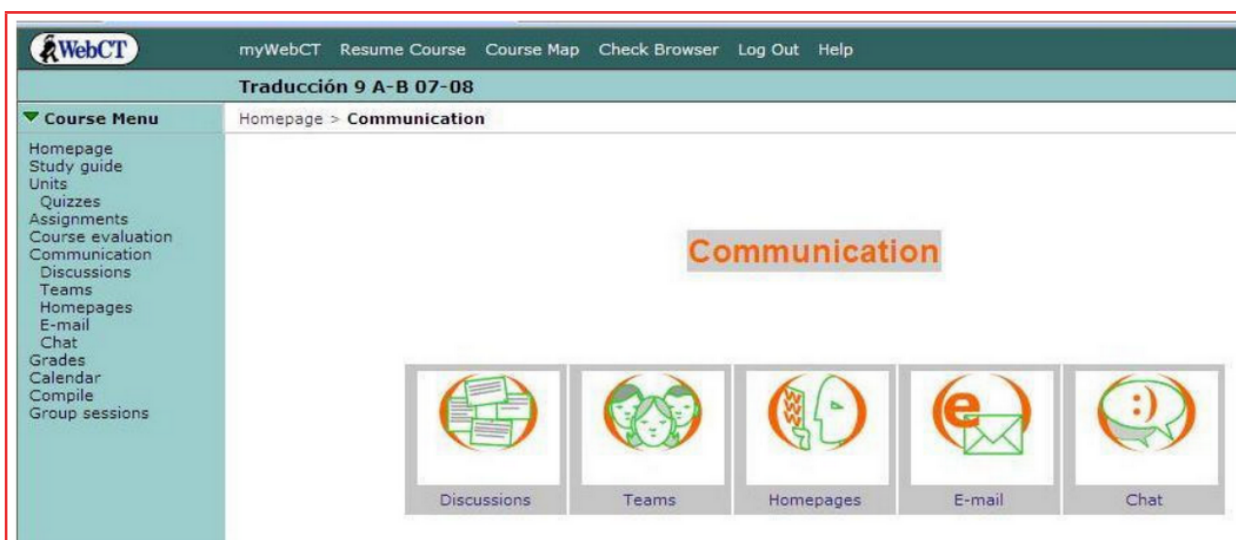 WebCT myWebCT Resume Course Course Map Check Browser Log Out Help
Traducción 9 A-B 07-08
Course Menu
Homepage > Communication
Homepage
Study guide
Units
Quizzes
Assignments
Course evaluation
Communication
Discussions
Teams
Homepages
E-mail
Chat
Grades
Calendar
Compile
Group sessions
Communication
WWW
e
:)
Discussions Teams Homepages E-mail Chat